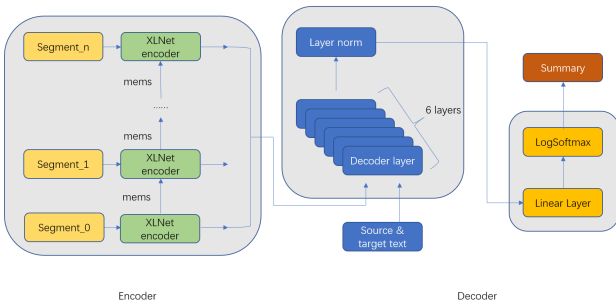 Segment_n
XLNet
encoder
mems
......
mems
Segment_1
XLNet
encoder
mems
Segment_0
XLNet
encoder
Encoder
Layer norm
6 layers
Decoder layer
Source &
target text
Summary
LogSoftmax
Linear Layer
Decoder